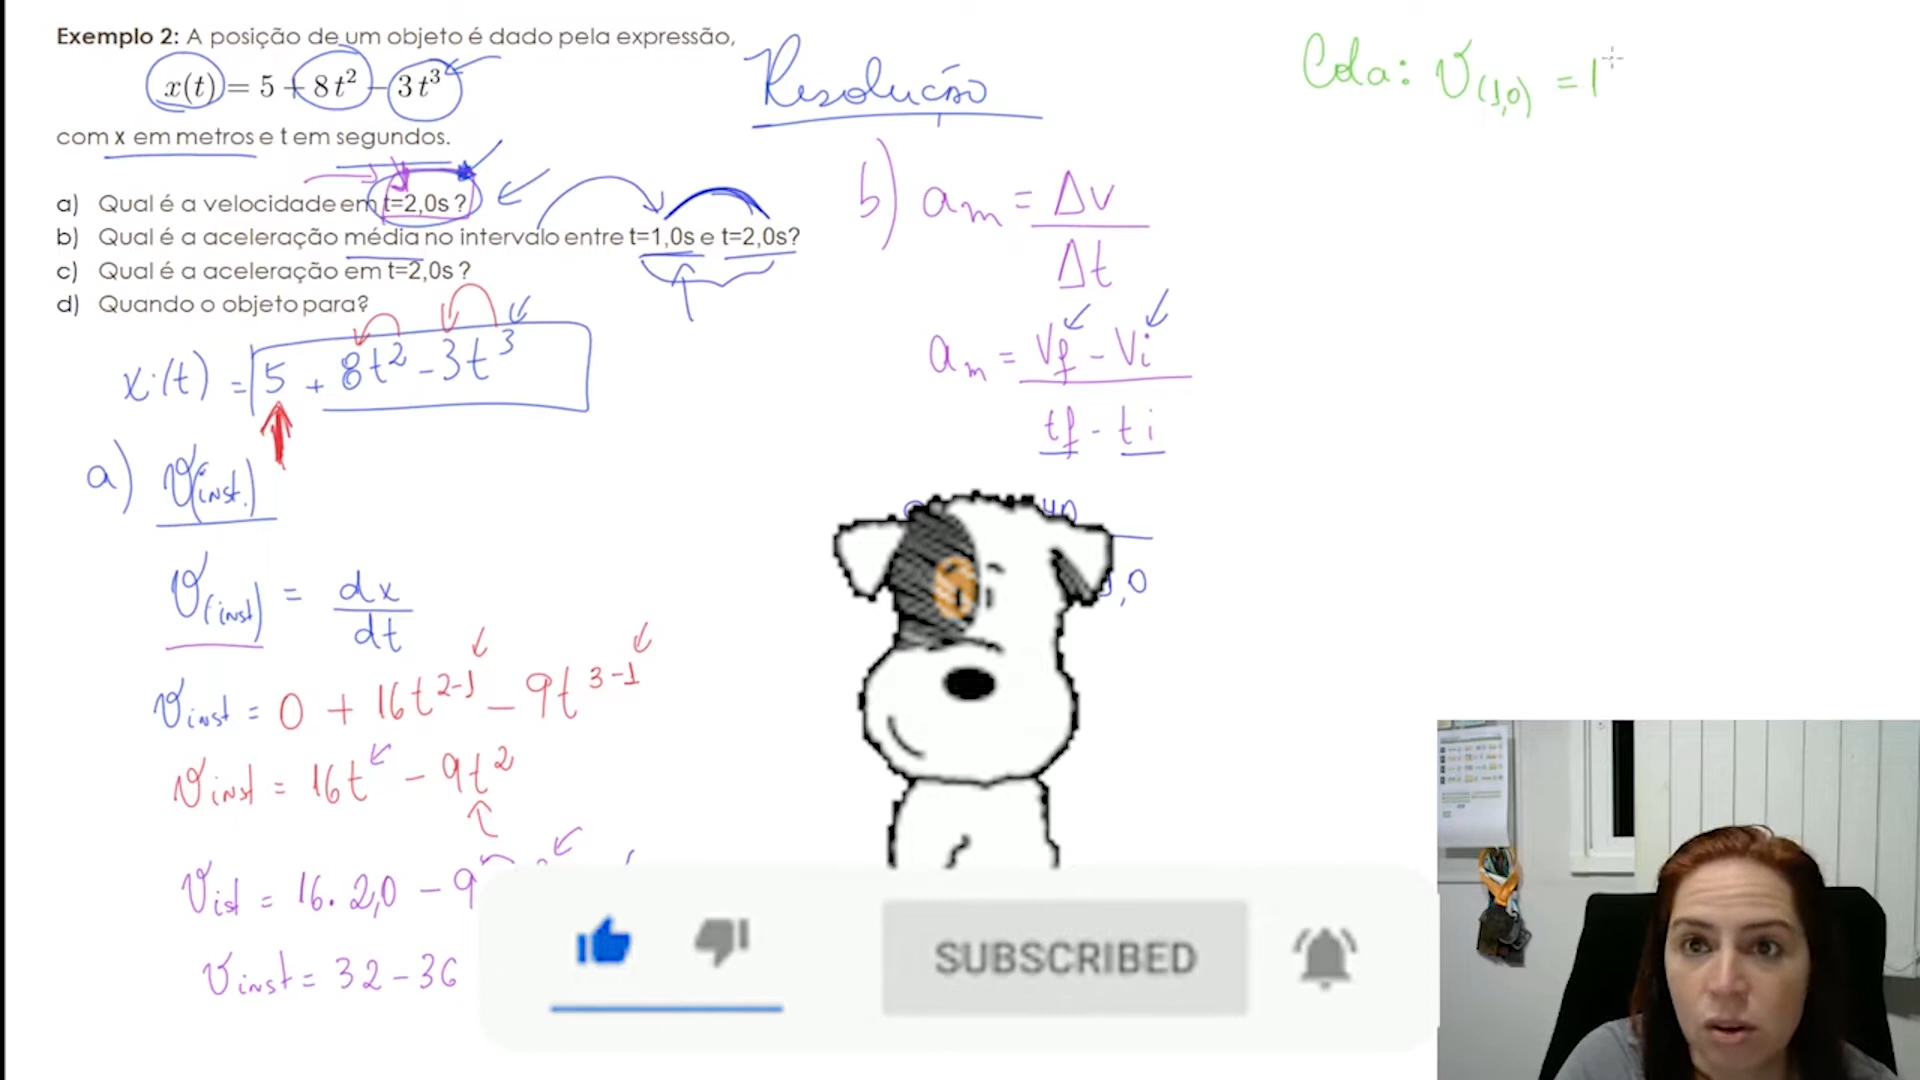 Exemplo 2: A posição de um objeto é dado pela expressão,
x(t) = 5 + 8t² − 3t³
com x em metros e t em segundos.
a) Qual é a velocidade em t=2,0s ?
b) Qual é a aceleração média no intervalo entre t=1,0s e t=2,0s?
c) Qual é a aceleração em t=2,0s ?
d) Quando o objeto para?
x(t) = 5 + 8t² - 3t³
a) v(inst.)
v(inst) = dx
dt
vinst = 0 + 16t²⁻¹ - 9t³⁻¹
vinst = 16t - 9t²
vist = 16. 2,0 - 9
vinst = 32 - 36
Resolução
b) am = Δv
Δt
am = Vf - Vi
tf - ti
Cola: v(1,0) = 1
SUBSCRIBED